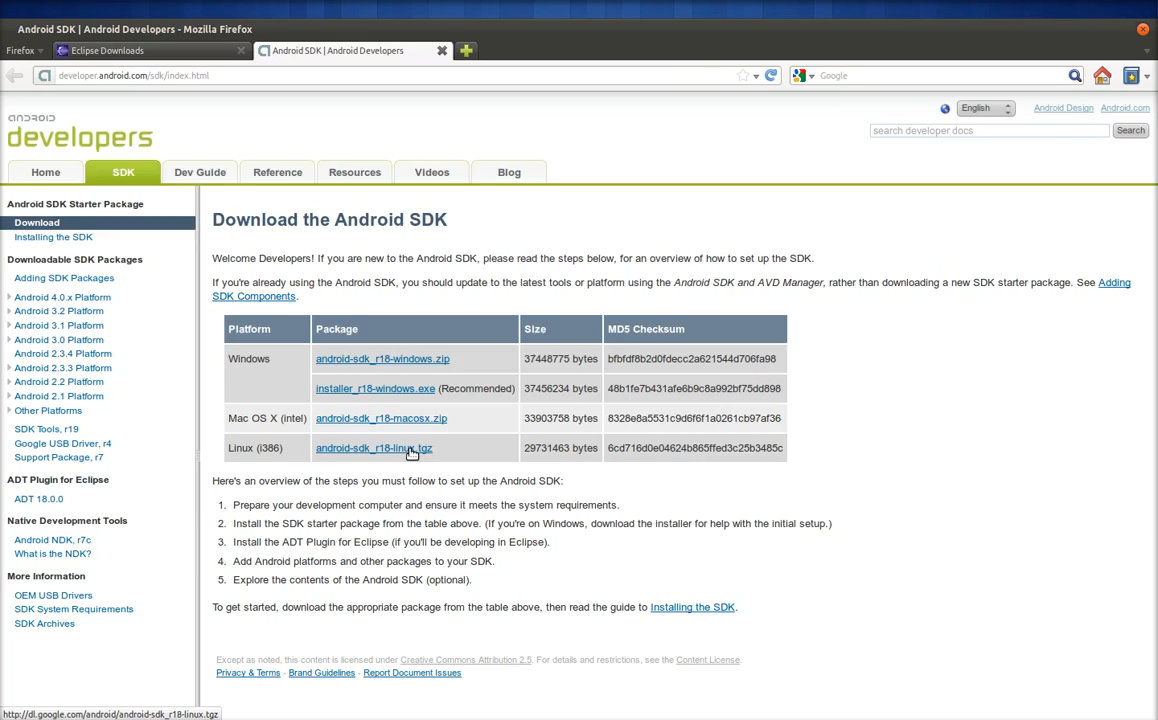 Android SDK | Android Developers - Mozilla Firefox
Firefox
Eclipse Downloads
Android SDK | Android Developers
developer.android.com/sdk/index.html
Google
English
Android Design
Android.com
android
developers
search developer docs
Search
Home
SDK
Dev Guide
Reference
Resources
Videos
Blog
Android SDK Starter Package
Download
Installing the SDK
Downloadable SDK Packages
Adding SDK Packages
Android 4.0.x Platform
Android 3.2 Platform
Android 3.1 Platform
Android 3.0 Platform
Android 2.3.4 Platform
Android 2.3.3 Platform
Android 2.2 Platform
Android 2.1 Platform
Other Platforms
SDK Tools, r19
Google USB Driver, r4
Support Package, r7
ADT Plugin for Eclipse
ADT 18.0.0
Native Development Tools
Android NDK, r7c
What is the NDK?
More Information
OEM USB Drivers
SDK System Requirements
SDK Archives
Download the Android SDK
Welcome Developers! If you are new to the Android SDK, please read the steps below, for an overview of how to set up the SDK.
If you're already using the Android SDK, you should update to the latest tools or platform using the Android SDK and AVD Manager, rather than downloading a new SDK starter package. See Adding
SDK Components.
Platform Package Size MD5 Checksum
Windows android-sdk_r18-windows.zip 37448775 bytes bfbfdf8b2d0fdecc2a621544d706fa98
installer_r18-windows.exe (Recommended) 37456234 bytes 48b1fe7b431afe6b9c8a992bf75dd898
Mac OS X (intel) android-sdk_r18-macosx.zip 33903758 bytes 8328e8a5531c9d6f6f1a0261cb97af36
Linux (i386) android-sdk_r18-linux.tgz 29731463 bytes 6cd716d0e04624b865ffed3c25b3485c
Here's an overview of the steps you must follow to set up the Android SDK:
1. Prepare your development computer and ensure it meets the system requirements.
2. Install the SDK starter package from the table above. (If you're on Windows, download the installer for help with the initial setup.)
3. Install the ADT Plugin for Eclipse (if you'll be developing in Eclipse).
4. Add Android platforms and other packages to your SDK.
5. Explore the contents of the Android SDK (optional).
To get started, download the appropriate package from the table above, then read the guide to Installing the SDK.
Except as noted, this content is licensed under Creative Commons Attribution 2.5. For details and restrictions, see the Content License.
Privacy & Terms - Brand Guidelines - Report Document Issues
http://dl.google.com/android/android-sdk_r18-linux.tgz